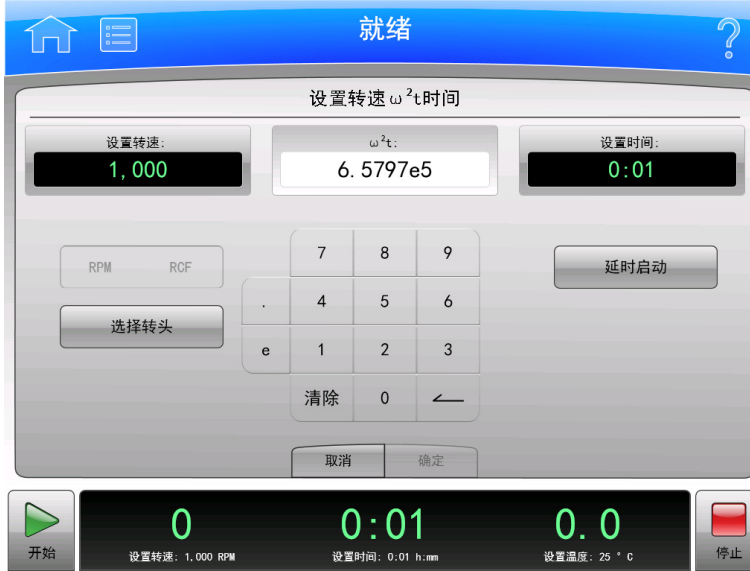 就绪
设置转速ω²t时间
设置转速:
1,000
ω²t:
6.5797e5
设置时间:
0:01
RPM RCF
选择转头
7 8 9
. 4 5 6
e 1 2 3
清除 0
延时启动
取消 确定
开始
0
设置转速: 1,000 RPM
0:01
设置时间: 0:01 h:mm
0.0
设置温度: 25 ° C
停止